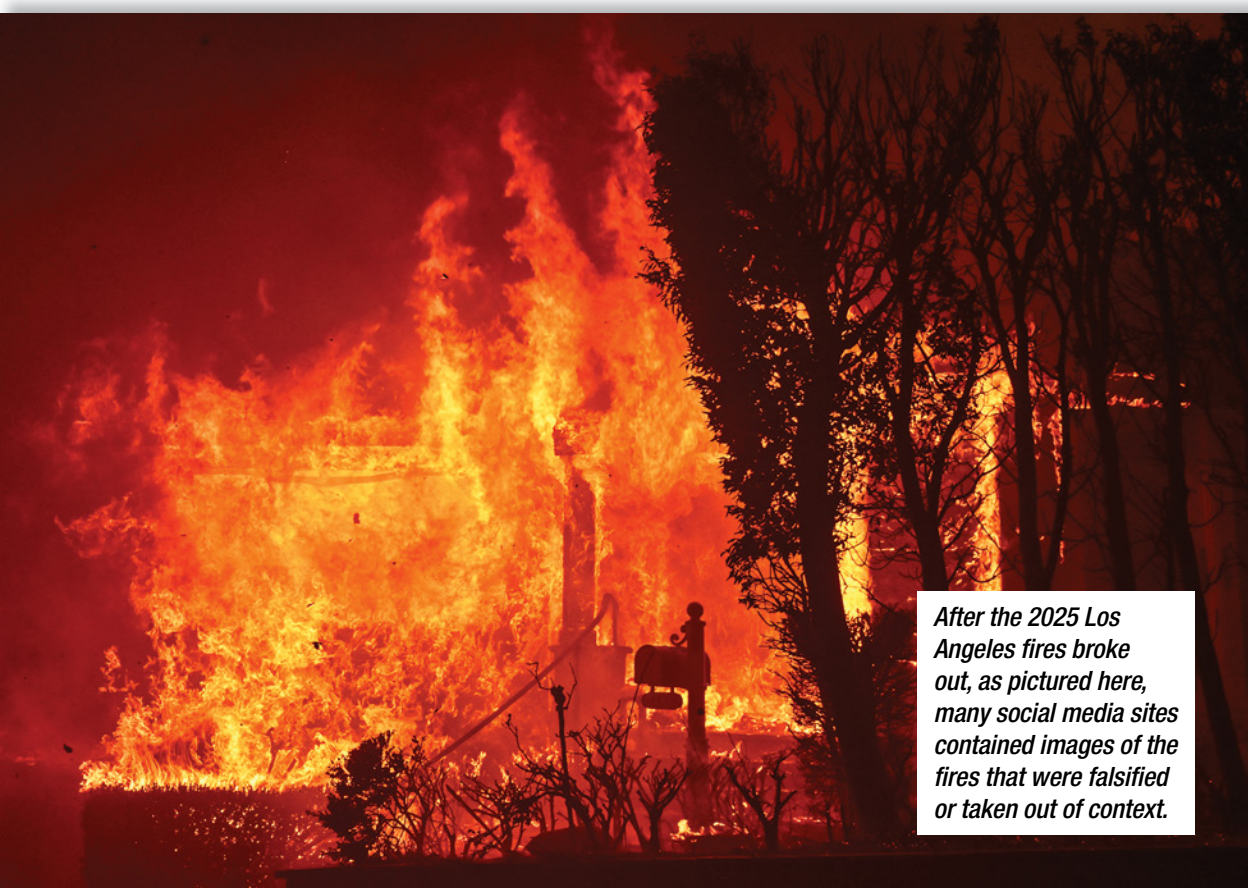 After the 2025 Los
Angeles fires broke
out, as pictured here,
many social media sites
contained images of the
fires that were falsified
or taken out of context.